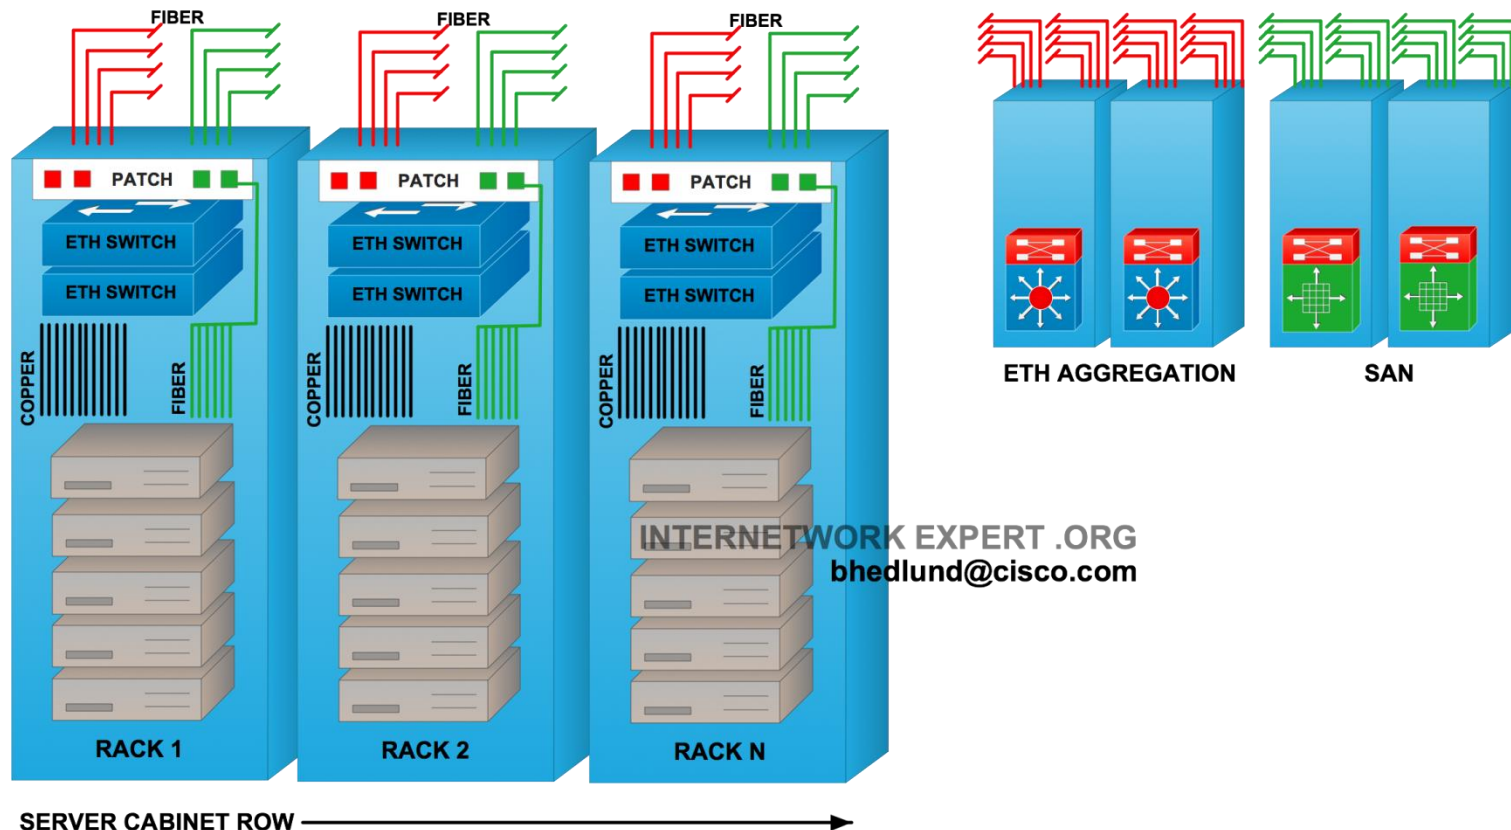 FIBER
FIBER
FIBER
PATCH
PATCH
PATCH
ETH SWITCH
ETH SWITCH
ETH SWITCH
ETH SWITCH
ETH SWITCH
ETH SWITCH
COPPER
FIBER
COPPER
FIBER
COPPER
FIBER
ETH AGGREGATION
SAN
INTERNETWORK EXPERT .ORG
bhedlund@cisco.com
RACK 1
RACK 2
RACK N
SERVER CABINET ROW